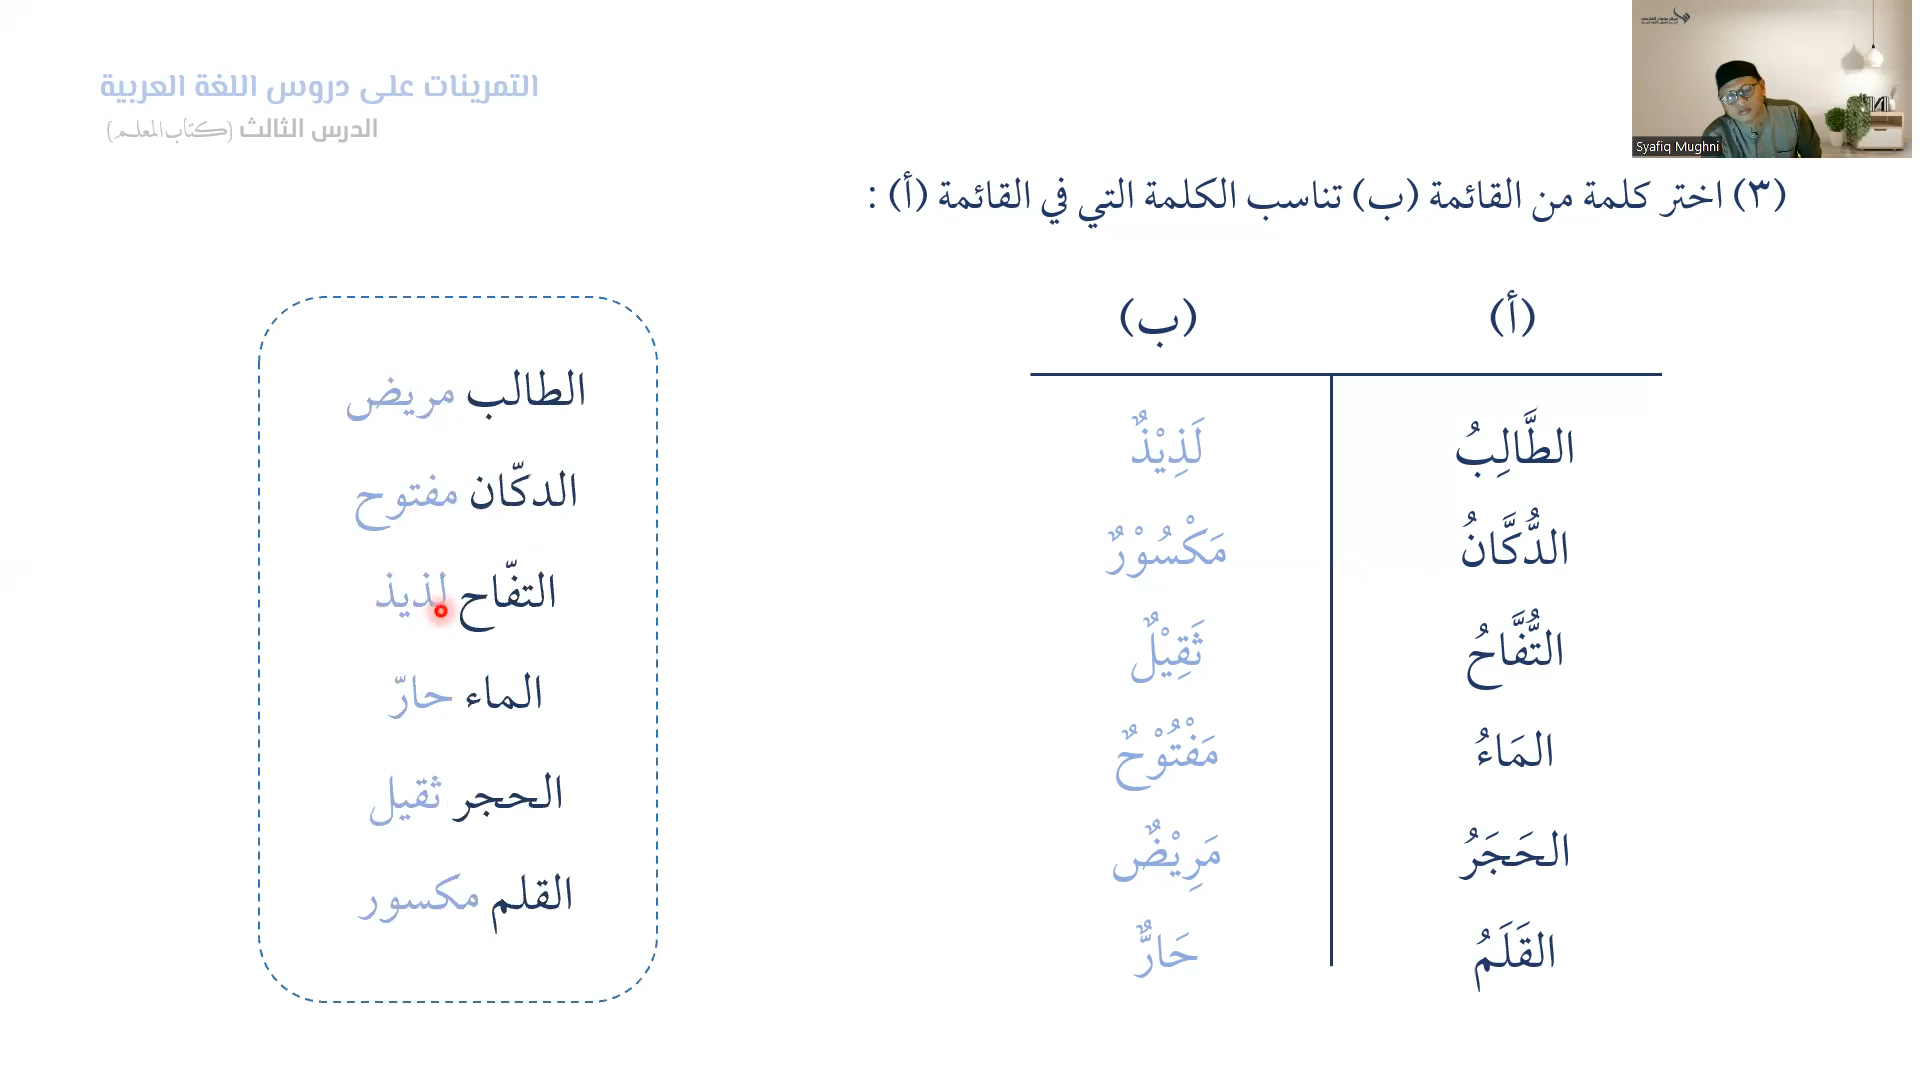 التمرينات على دروس اللغة العربية
الدرس الثالث (كتاب المعلم)
Syafiq Mughni
(٣) اختر كلمة من القائمة (ب) تناسب الكلمة التي في القائمة (أ) :
(أ) (ب)
الطَّالِبُ لَذِيْذٌ
الدُّكَّانُ مَكْسُوْرٌ
التُّفَّاحُ ثَقِيْلٌ
المَاءُ مَفْتُوْحٌ
الحَجَرُ مَرِيْضٌ
القَلَمُ حَارٌّ
الطالب مريض
الدكّان مفتوح
التفّاح لذيذ
الماء حارّ
الحجر ثقيل
القلم مكسور